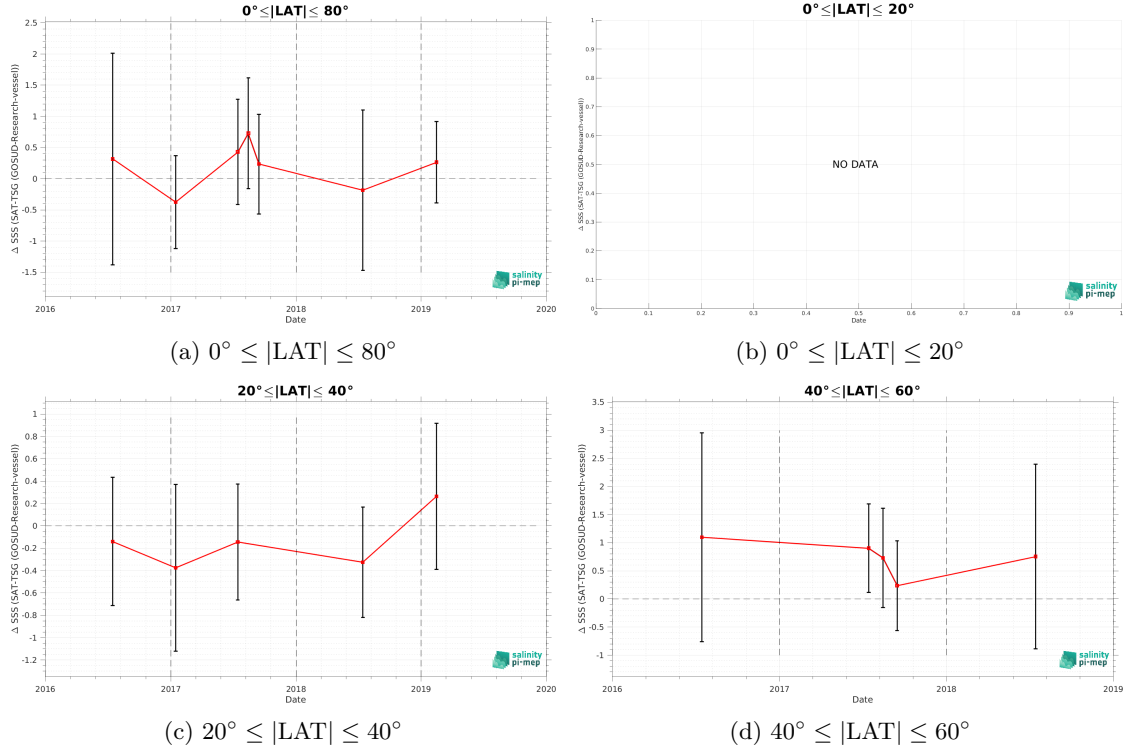 0°≤|LAT|≤ 80°
Δ SSS (SAT-TSG (GOSUD-Research-vessel))
2.5
2
1.5
1
0.5
0
-0.5
-1
-1.5
2016 2017 2018 2019 2020
Date
salinity
pi-mep
(a) 0° ≤ |LAT| ≤ 80°
0°≤|LAT|≤ 20°
Δ SSS (SAT-TSG (GOSUD-Research-vessel))
1
0.9
0.8
0.7
0.6
0.5
0.4
0.3
0.2
0.1
0
NO DATA
0 0.1 0.2 0.3 0.4 0.5 0.6 0.7 0.8 0.9 1
Date
salinity
pi-mep
(b) 0° ≤ |LAT| ≤ 20°
20°≤|LAT|≤ 40°
Δ SSS (SAT-TSG (GOSUD-Research-vessel))
1
0.8
0.6
0.4
0.2
0
-0.2
-0.4
-0.6
-0.8
-1
-1.2
2016 2017 2018 2019 2020
Date
salinity
pi-mep
(c) 20° ≤ |LAT| ≤ 40°
40°≤|LAT|≤ 60°
Δ SSS (SAT-TSG (GOSUD-Research-vessel))
3.5
3
2.5
2
1.5
1
0.5
0
-0.5
-1
2016 2017 2018 2019
Date
salinity
pi-mep
(d) 40° ≤ |LAT| ≤ 60°